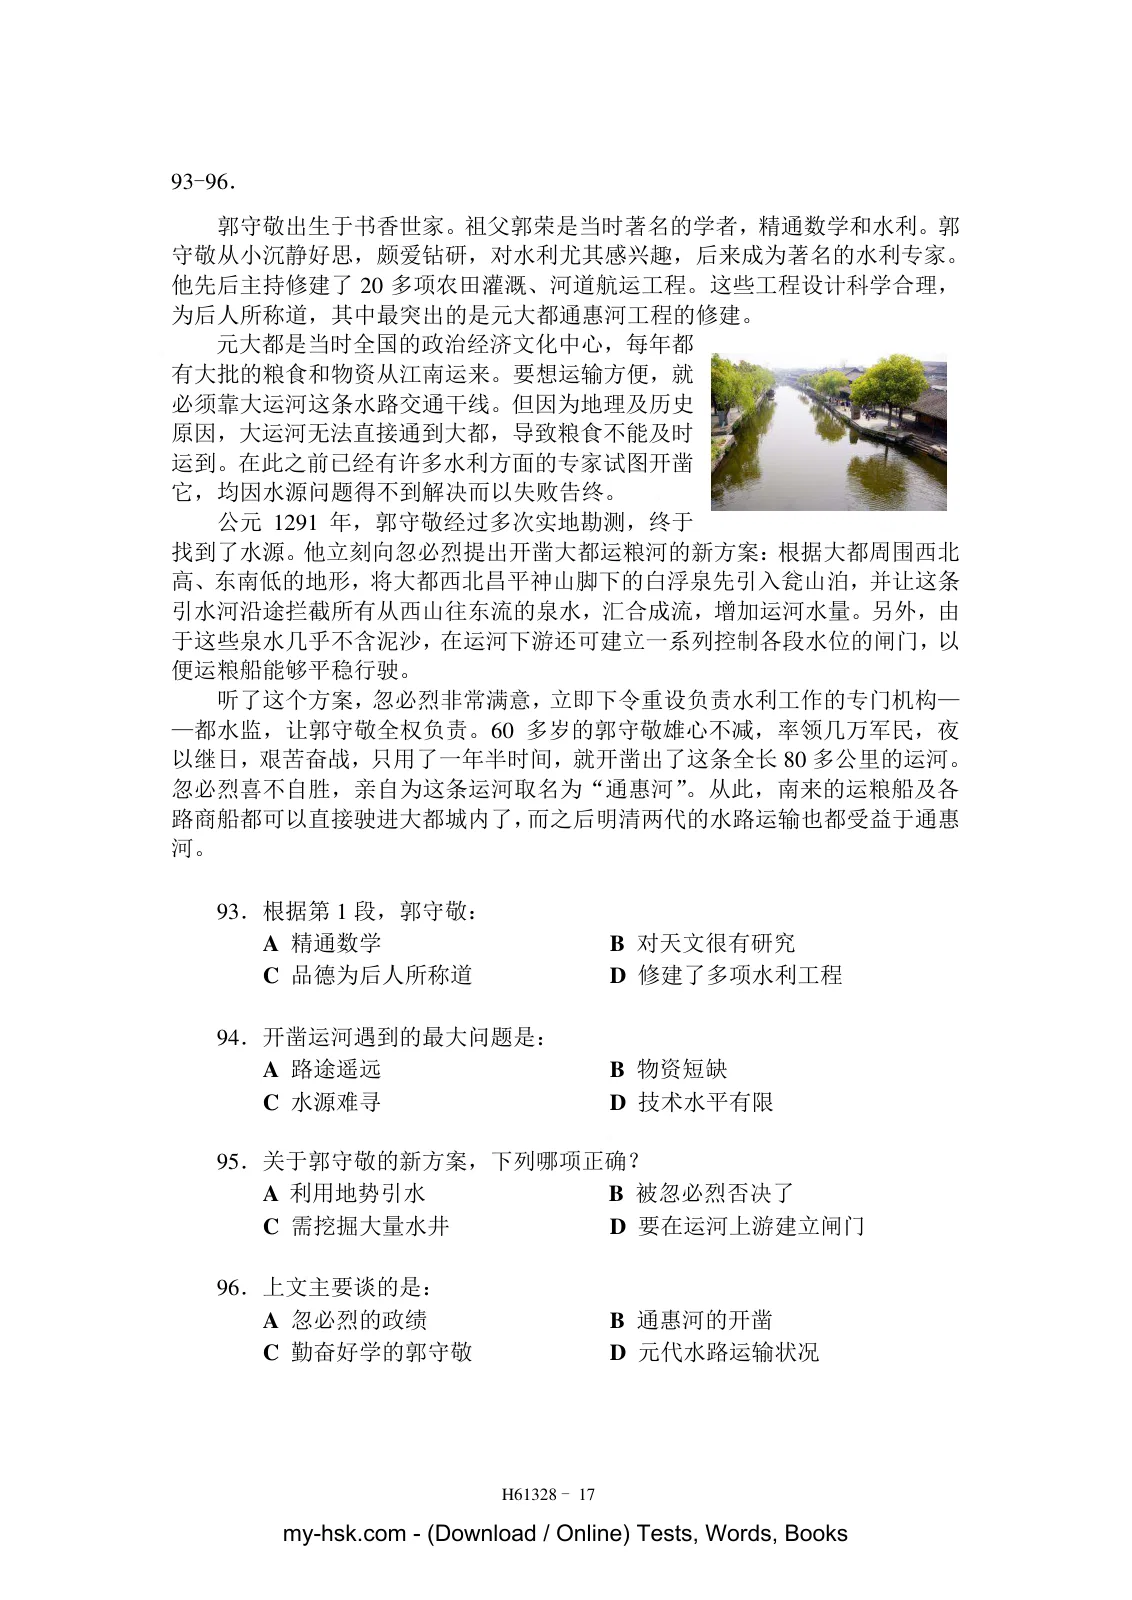 93-96.
郭守敬出生于书香世家。祖父郭荣是当时著名的学者，精通数学和水利。郭
守敬从小沉静好思，颇爱钻研，对水利尤其感兴趣，后来成为著名的水利专家。
他先后主持修建了 20 多项农田灌溉、河道航运工程。这些工程设计科学合理，
为后人所称道，其中最突出的是元大都通惠河工程的修建。
元大都是当时全国的政治经济文化中心，每年都
有大批的粮食和物资从江南运来。要想运输方便，就
必须靠大运河这条水路交通干线。但因为地理及历史
原因，大运河无法直接通到大都，导致粮食不能及时
运到。在此之前已经有许多水利方面的专家试图开凿
它，均因水源问题得不到解决而以失败告终。
公元 1291 年，郭守敬经过多次实地勘测，终于
找到了水源。他立刻向忽必烈提出开凿大都运粮河的新方案：根据大都周围西北
高、东南低的地形，将大都西北昌平神山脚下的白浮泉先引入瓮山泊，并让这条
引水河沿途拦截所有从西山往东流的泉水，汇合成流，增加运河水量。另外，由
于这些泉水几乎不含泥沙，在运河下游还可建立一系列控制各段水位的闸门，以
便运粮船能够平稳行驶。
听了这个方案，忽必烈非常满意，立即下令重设负责水利工作的专门机构—
—都水监，让郭守敬全权负责。60 多岁的郭守敬雄心不减，率领几万军民，夜
以继日，艰苦奋战，只用了一年半时间，就开凿出了这条全长 80 多公里的运河。
忽必烈喜不自胜，亲自为这条运河取名为“通惠河”。从此，南来的运粮船及各
路商船都可以直接驶进大都城内了，而之后明清两代的水路运输也都受益于通惠
河。
93．根据第 1 段，郭守敬：
A 精通数学 B 对天文很有研究
C 品德为后人所称道 D 修建了多项水利工程
94．开凿运河遇到的最大问题是：
A 路途遥远 B 物资短缺
C 水源难寻 D 技术水平有限
95．关于郭守敬的新方案，下列哪项正确？
A 利用地势引水 B 被忽必烈否决了
C 需挖掘大量水井 D 要在运河上游建立闸门
96．上文主要谈的是：
A 忽必烈的政绩 B 通惠河的开凿
C 勤奋好学的郭守敬 D 元代水路运输状况
H61328 - 17
my-hsk.com - (Download / Online) Tests, Words, Books